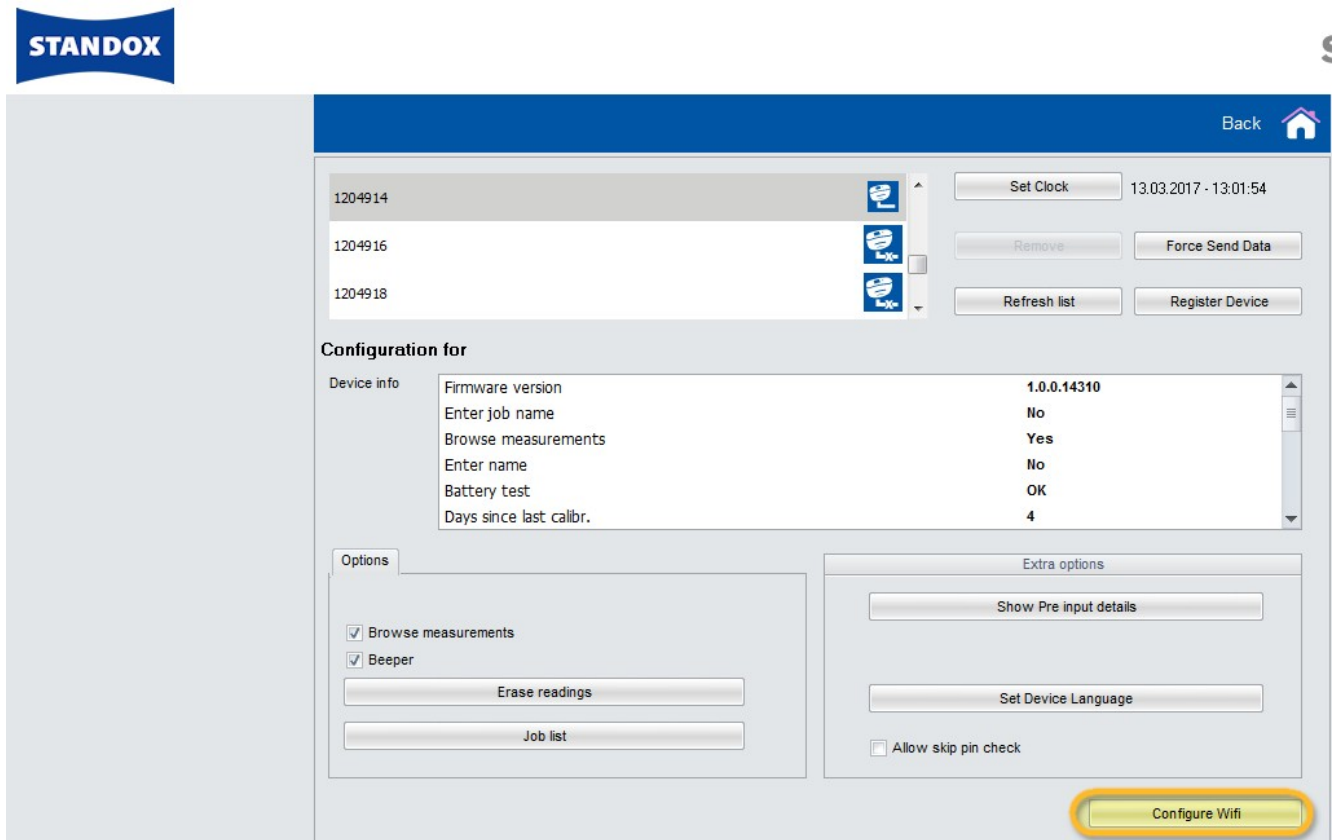 STANDOX
S
Back
1204914
Set Clock
13.03.2017 - 13:01:54
1204916
Remove
Force Send Data
1204918
Refresh list
Register Device
Configuration for
Device info
Firmware version 1.0.0.14310
Enter job name No
Browse measurements Yes
Enter name No
Battery test OK
Days since last calibr. 4
Options
Extra options
Show Pre input details
Browse measurements
Beeper
Erase readings
Set Device Language
Job list
Allow skip pin check
Configure Wifi